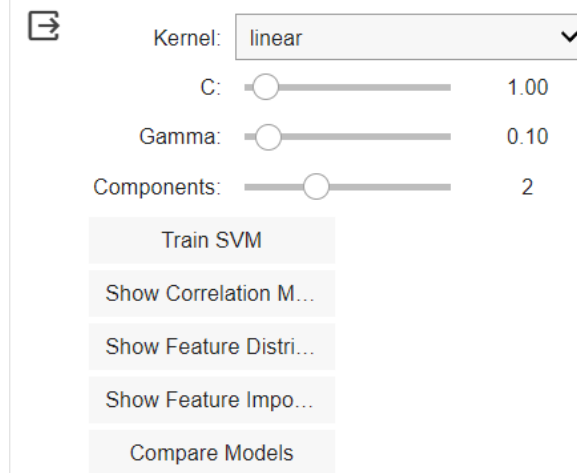 Kernel: linear
C: 1.00
Gamma: 0.10
Components: 2
Train SVM
Show Correlation M...
Show Feature Distri...
Show Feature Impo...
Compare Models